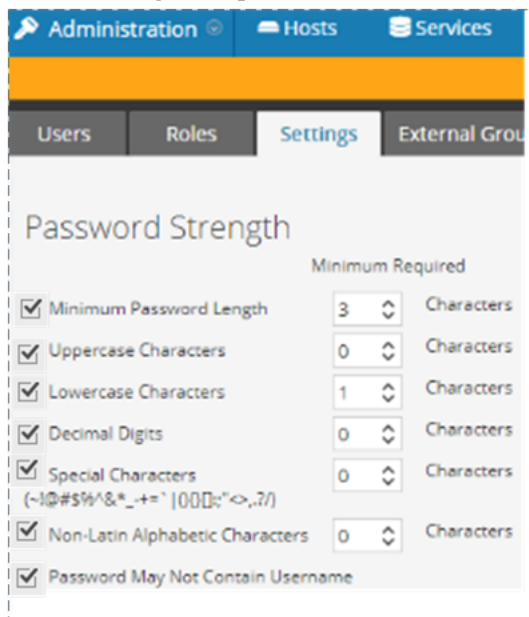 Administration Hosts Services
Users Roles Settings External Grou
Password Strength
Minimum Required
Minimum Password Length 3 Characters
Uppercase Characters 0 Characters
Lowercase Characters 1 Characters
Decimal Digits 0 Characters
Special Characters 0 Characters
(~!@#$%^&*_-+=`|(){}[]:;"<>,.?/)
Non-Latin Alphabetic Characters 0 Characters
Password May Not Contain Username